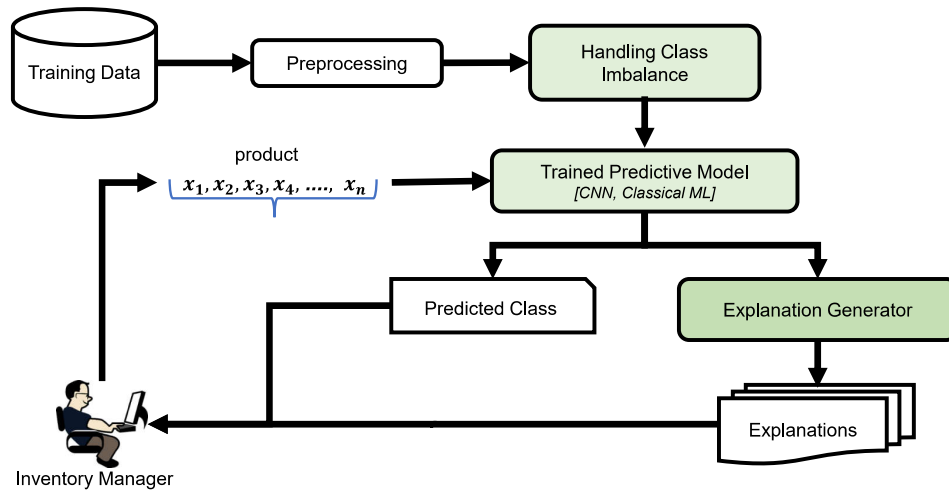 Training Data
Preprocessing
Handling Class
Imbalance
product
x₁, x₂, x₃, x₄, ...., xₙ
Trained Predictive Model
[CNN, Classical ML]
Predicted Class
Explanation Generator
Explanations
Inventory Manager